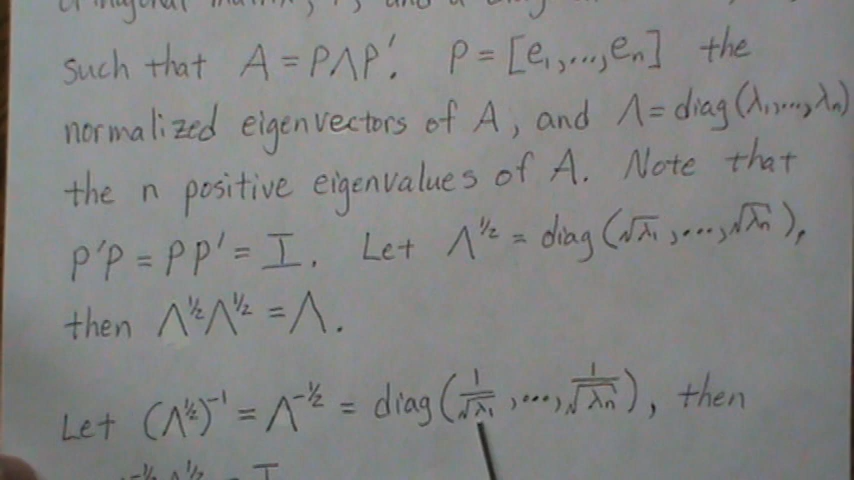 such that A = PΛP'. P = [e₁,...,eₙ] the
normalized eigenvectors of A, and Λ = diag(λ₁,...,λₙ)
the n positive eigenvalues of A. Note that
P'P = PP' = I. Let Λ^½ = diag(√λ₁,...,√λₙ),
then Λ^½Λ^½ = Λ.
Let (Λ^½)⁻¹ = Λ^-½ = diag(1/√λ₁,...,1/√λₙ), then